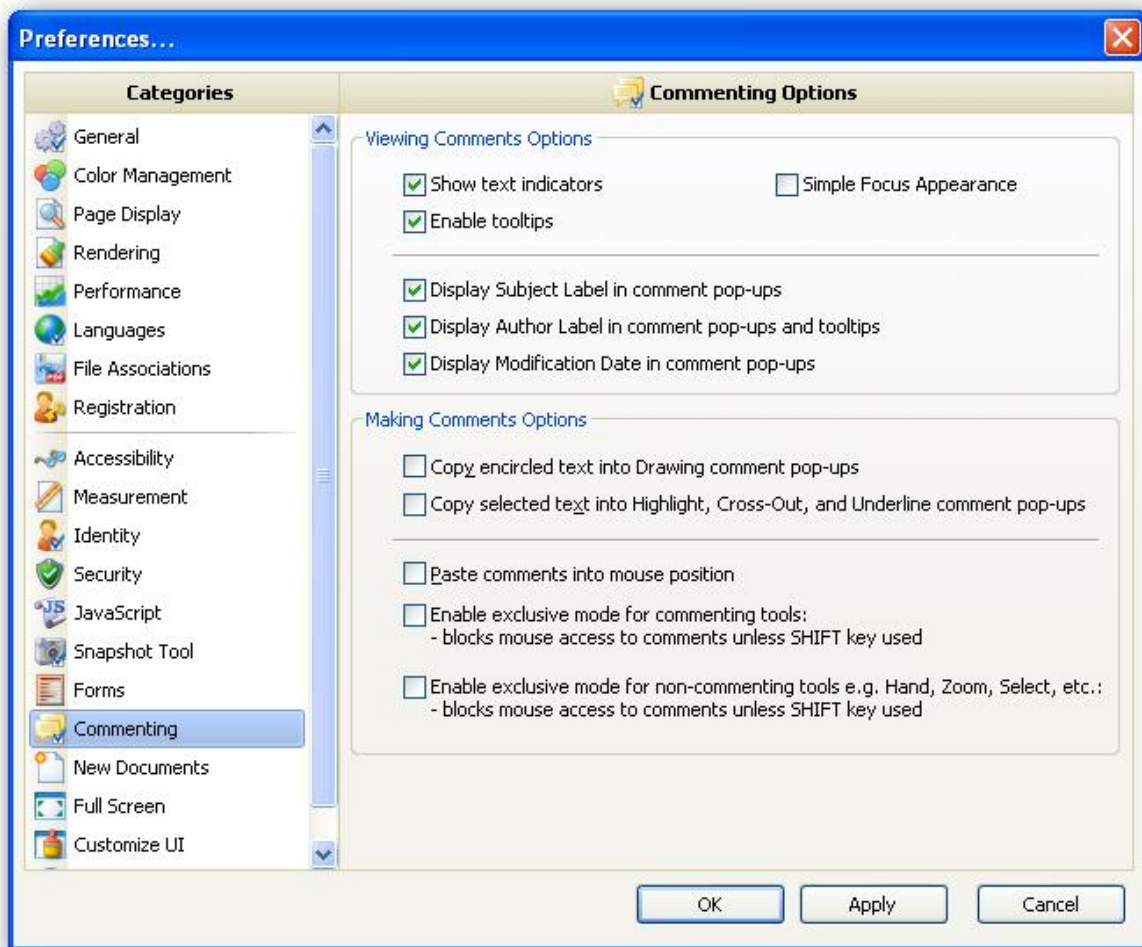 Preferences...
Categories
General
Color Management
Page Display
Rendering
Performance
Languages
File Associations
Registration
Accessibility
Measurement
Identity
Security
JavaScript
Snapshot Tool
Forms
Commenting
New Documents
Full Screen
Customize UI
Commenting Options
Viewing Comments Options
Show text indicators
Simple Focus Appearance
Enable tooltips
Display Subject Label in comment pop-ups
Display Author Label in comment pop-ups and tooltips
Display Modification Date in comment pop-ups
Making Comments Options
Copy encircled text into Drawing comment pop-ups
Copy selected text into Highlight, Cross-Out, and Underline comment pop-ups
Paste comments into mouse position
Enable exclusive mode for commenting tools:
- blocks mouse access to comments unless SHIFT key used
Enable exclusive mode for non-commenting tools e.g. Hand, Zoom, Select, etc.:
- blocks mouse access to comments unless SHIFT key used
OK
Apply
Cancel